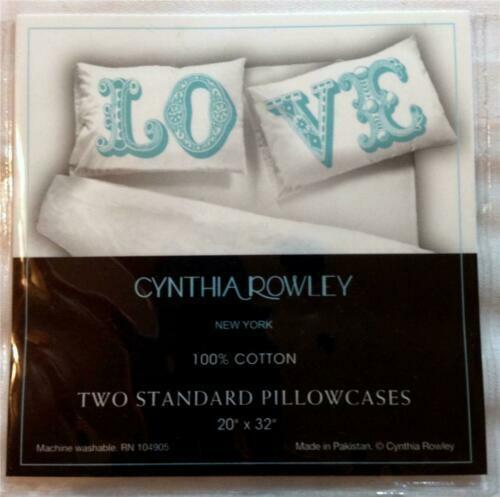 LO VE
CYNTHIA ROWLEY
NEW YORK
100% COTTON
TWO STANDARD PILLOWCASES
20" x 32"
Machine washable. RN 104905 Made in Pakistan. © Cynthia Rowley